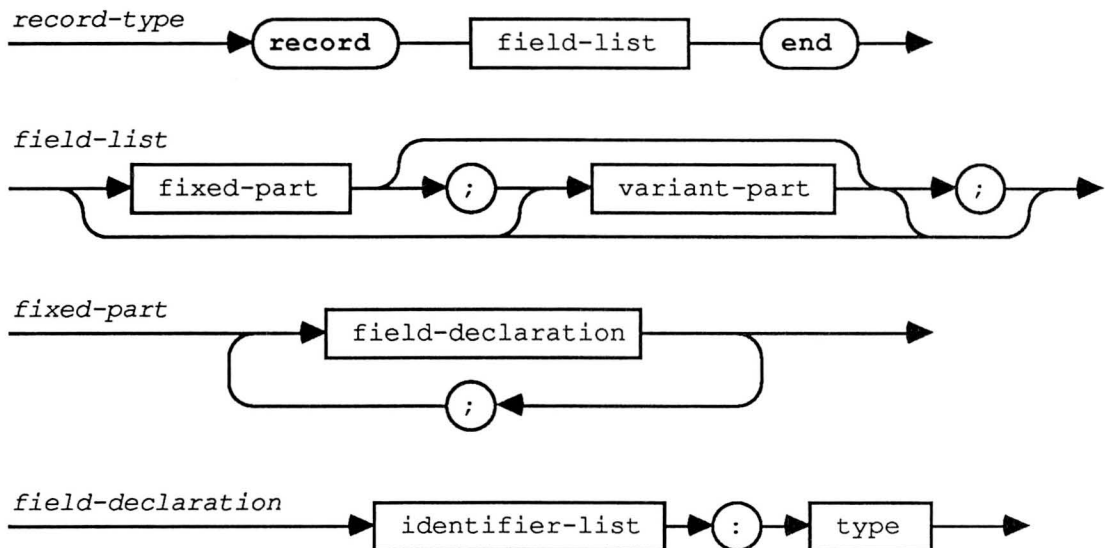 record-type
record field-list end
field-list
fixed-part ; variant-part ;
fixed-part
field-declaration
;
field-declaration
identifier-list : type